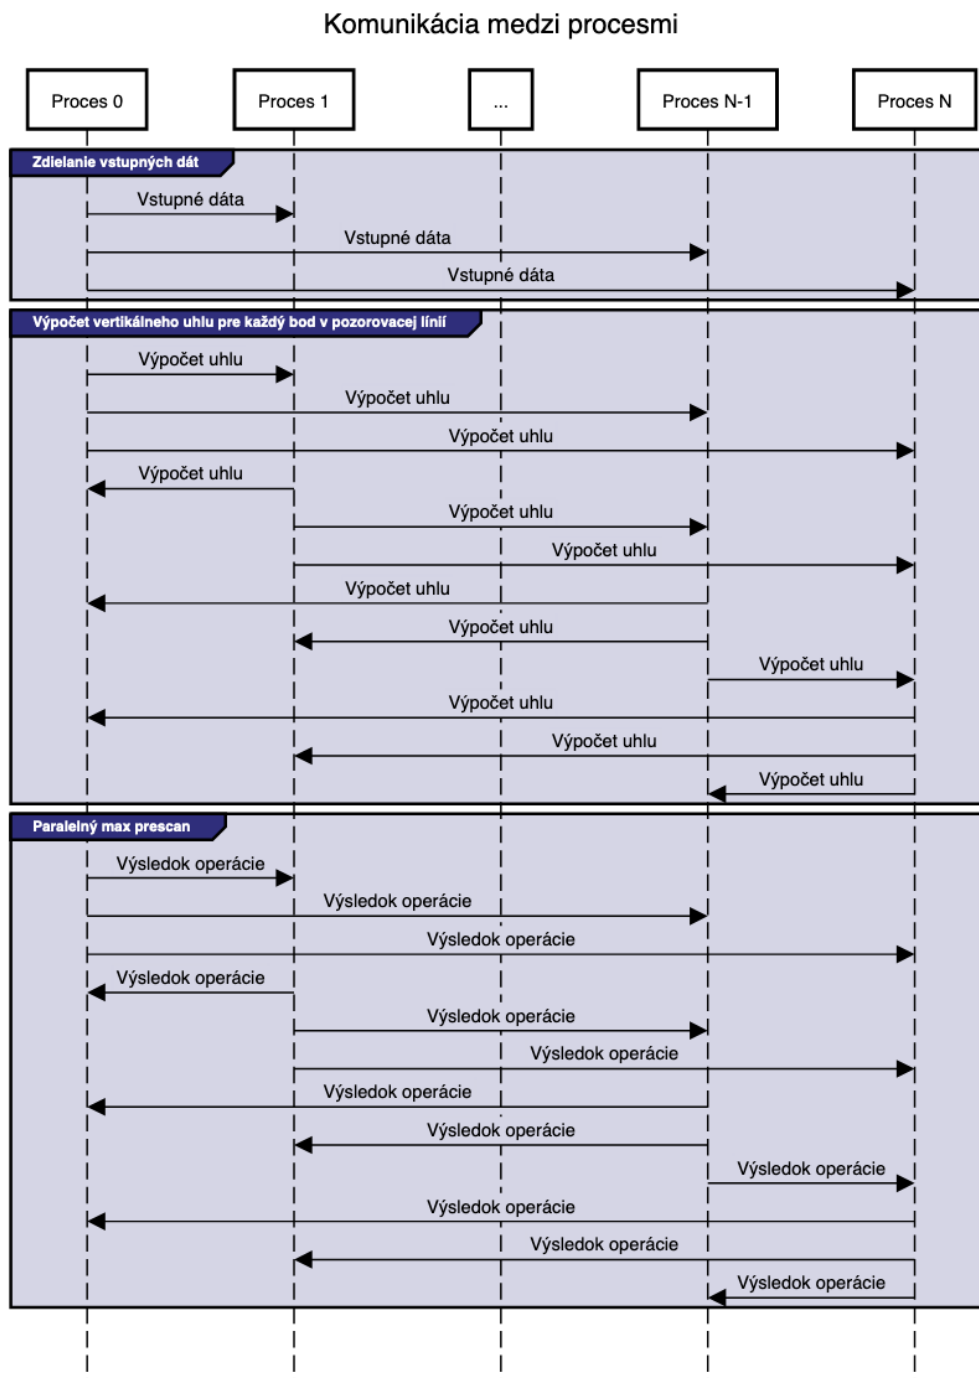 Komunikácia medzi procesmi
Proces 0
Proces 1
...
Proces N-1
Proces N
Zdielanie vstupných dát
Vstupné dáta
Vstupné dáta
Vstupné dáta
Výpočet vertikálneho uhlu pre každý bod v pozorovacej línií
Výpočet uhlu
Výpočet uhlu
Výpočet uhlu
Výpočet uhlu
Výpočet uhlu
Výpočet uhlu
Výpočet uhlu
Výpočet uhlu
Výpočet uhlu
Výpočet uhlu
Výpočet uhlu
Výpočet uhlu
Paralelný max prescan
Výsledok operácie
Výsledok operácie
Výsledok operácie
Výsledok operácie
Výsledok operácie
Výsledok operácie
Výsledok operácie
Výsledok operácie
Výsledok operácie
Výsledok operácie
Výsledok operácie
Výsledok operácie